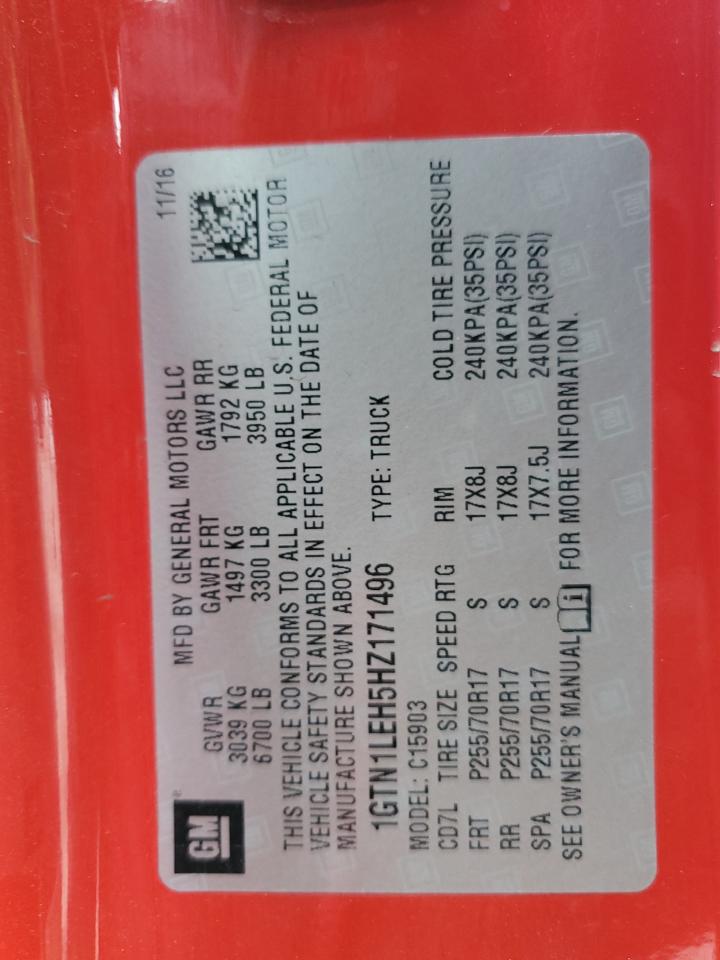 GM
®
MFD BY GENERAL MOTORS LLC 11/16
GVWR GAWR FRT GAWR RR
3039 KG 1497 KG 1792 KG
6700 LB 3300 LB 3950 LB
THIS VEHICLE CONFORMS TO ALL APPLICABLE U.S. FEDERAL MOTOR
VEHICLE SAFETY STANDARDS IN EFFECT ON THE DATE OF
MANUFACTURE SHOWN ABOVE.
1GTN1LEH5HZ171496 TYPE: TRUCK
MODEL: C15903
CD7L TIRE SIZE SPEED RTG RIM COLD TIRE PRESSURE
FRT P255/70R17 S 17X8J 240KPA(35PSI)
RR P255/70R17 S 17X8J 240KPA(35PSI)
SPA P255/70R17 S 17X7.5J 240KPA(35PSI)
SEE OWNER'S MANUAL i FOR MORE INFORMATION.